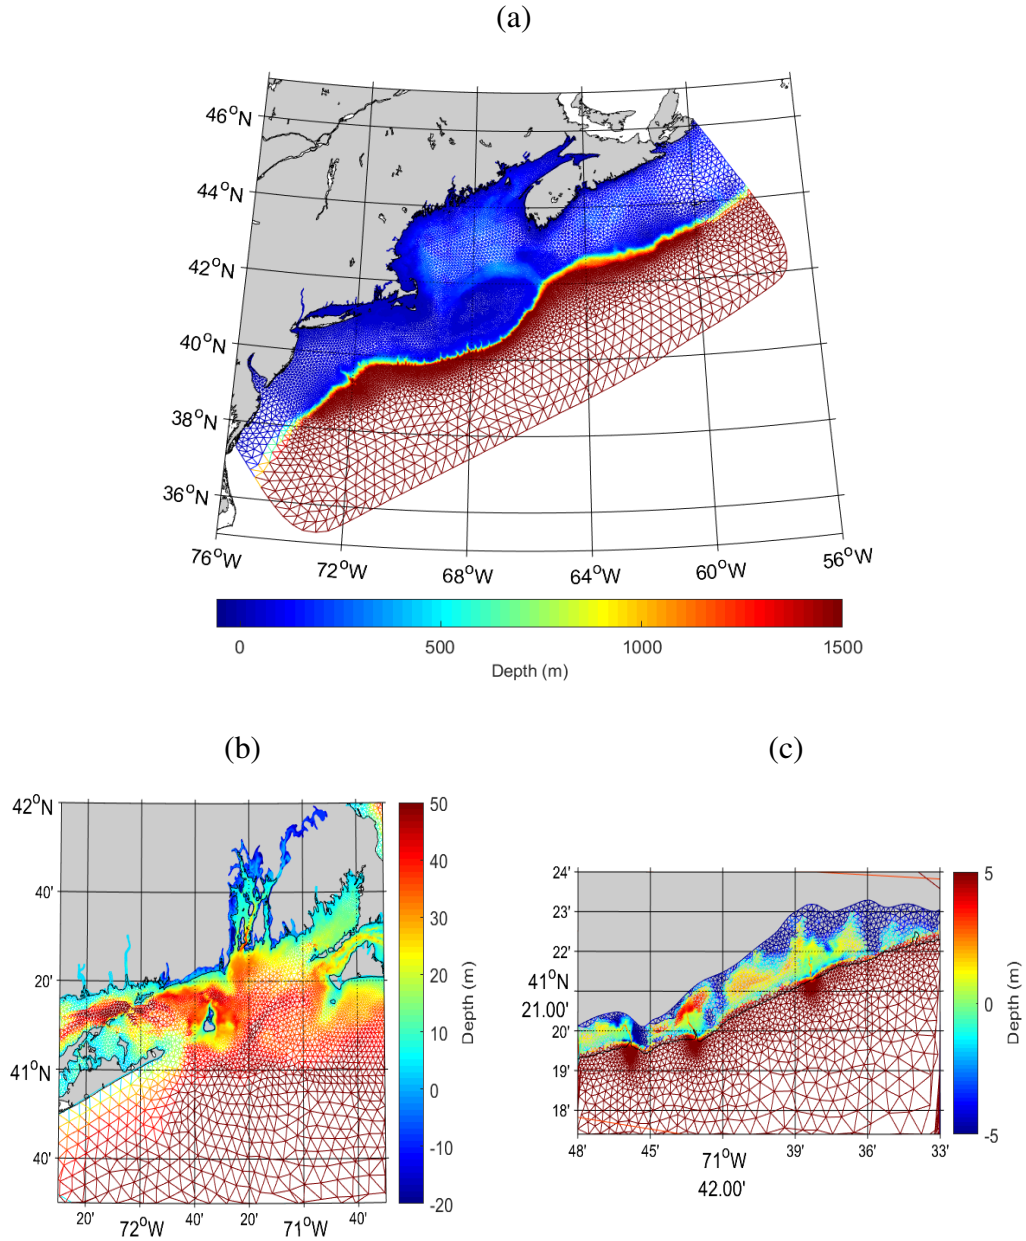 (a)
46°N
44°N
42°N
40°N
38°N
36°N
76°W
72°W
68°W
64°W
60°W
56°W
0
500
1000
1500
Depth (m)
(b)
42°N
40'
20'
41°N
40'
20'
72°W
40'
20'
71°W
20'
50
40
30
20
10
0
-10
-20
Depth (m)
(c)
24'
23'
22'
41°N
21.00'
20'
19'
18'
48'
45'
71°W
42.00'
39'
36'
33'
5
0
-5
Depth (m)